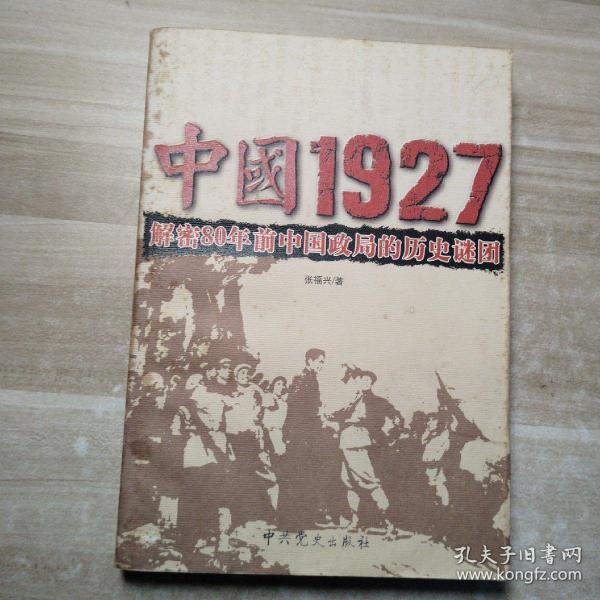 中國1927
解密80年前中国政局的历史谜团
张福兴/著
中共党史出版社
孔夫子旧书网
www.kongfz.com